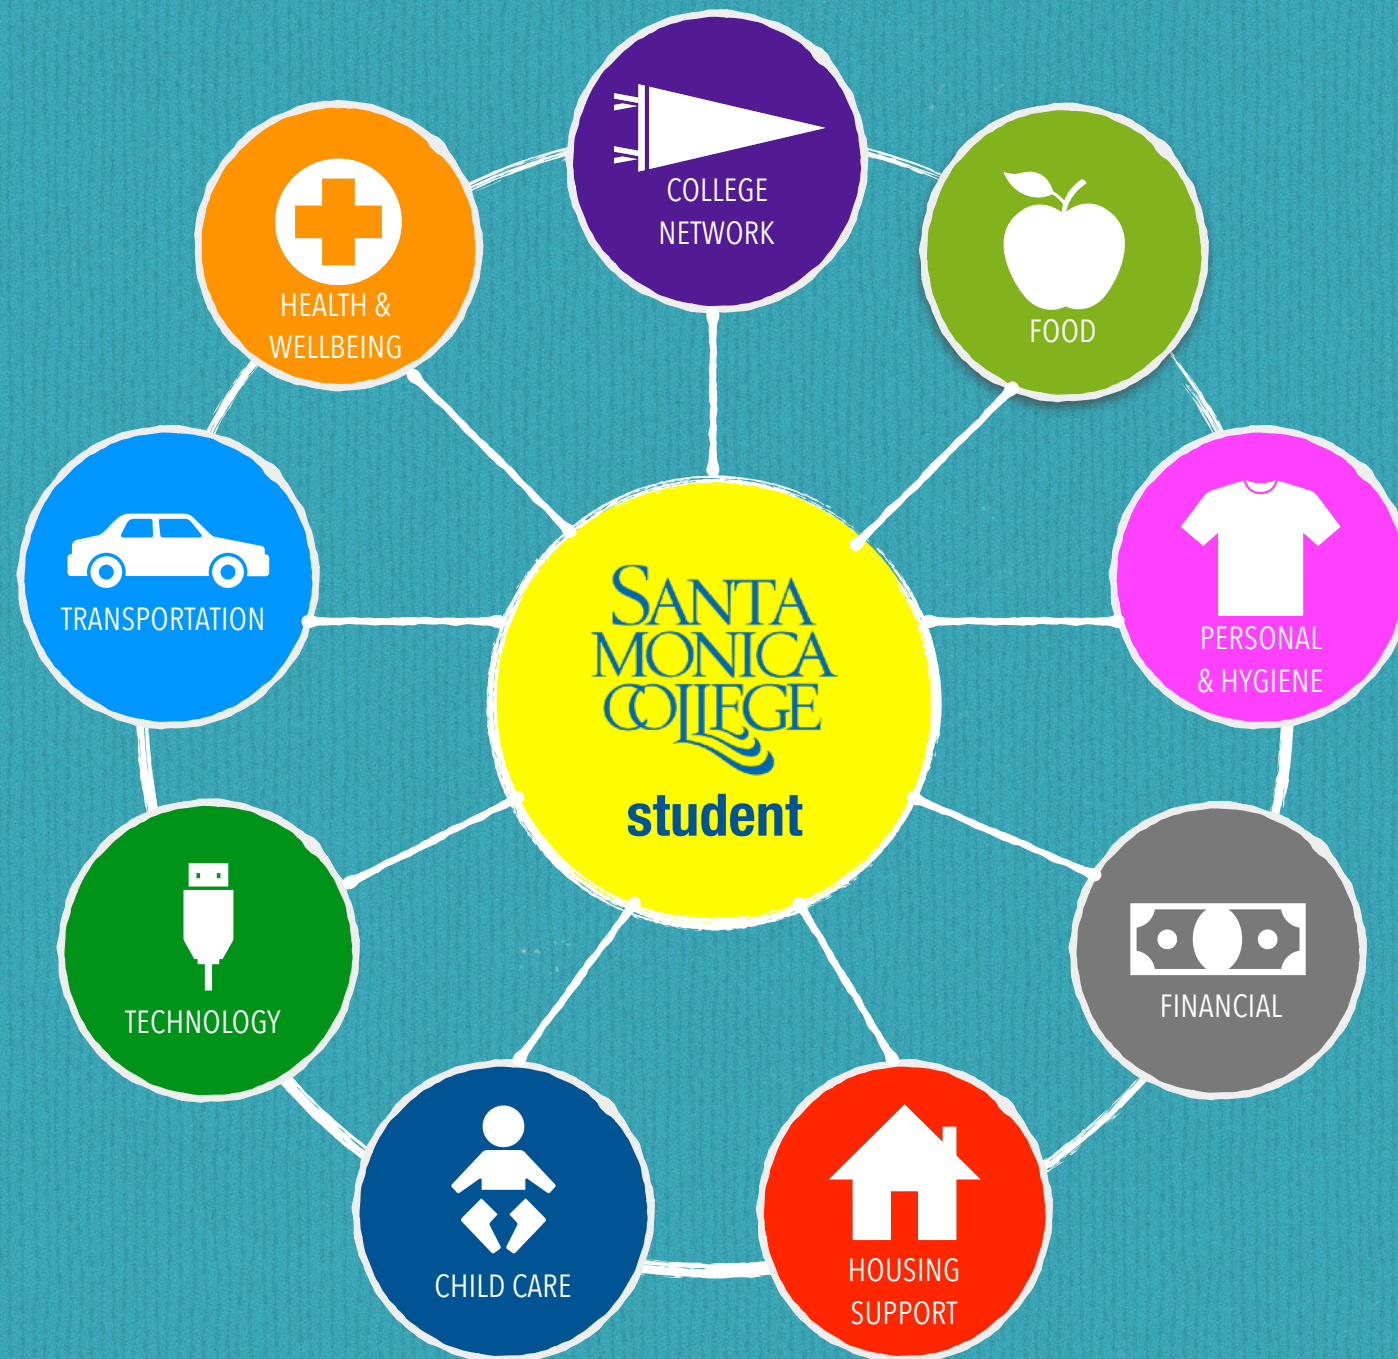 COLLEGE
NETWORK
HEALTH &
WELLBEING
FOOD
TRANSPORTATION
SANTA
MONICA
COLLEGE
student
PERSONAL
& HYGIENE
TECHNOLOGY
FINANCIAL
CHILD CARE
HOUSING
SUPPORT